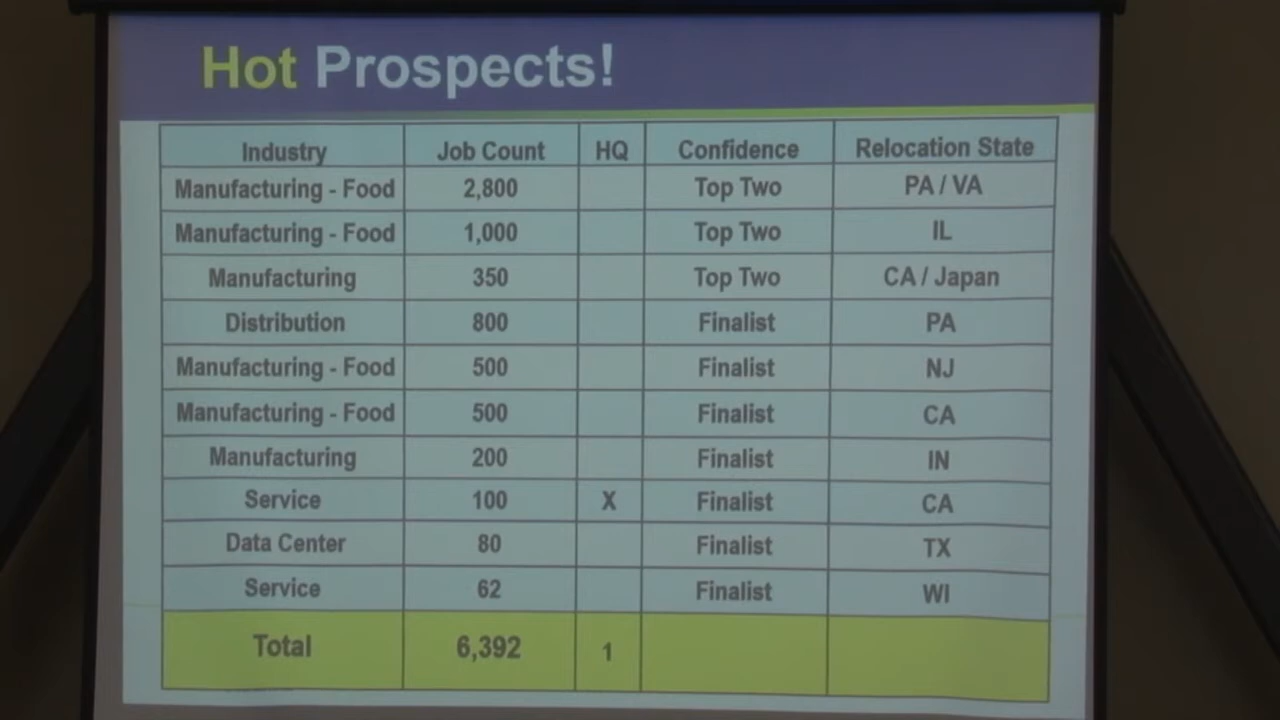 Hot Prospects!
Industry Job Count HQ Confidence Relocation State
Manufacturing - Food 2,800 Top Two PA / VA
Manufacturing - Food 1,000 Top Two IL
Manufacturing 350 Top Two CA / Japan
Distribution 800 Finalist PA
Manufacturing - Food 500 Finalist NJ
Manufacturing - Food 500 Finalist CA
Manufacturing 200 Finalist IN
Service 100 X Finalist CA
Data Center 80 Finalist TX
Service 62 Finalist WI
Total 6,392 1